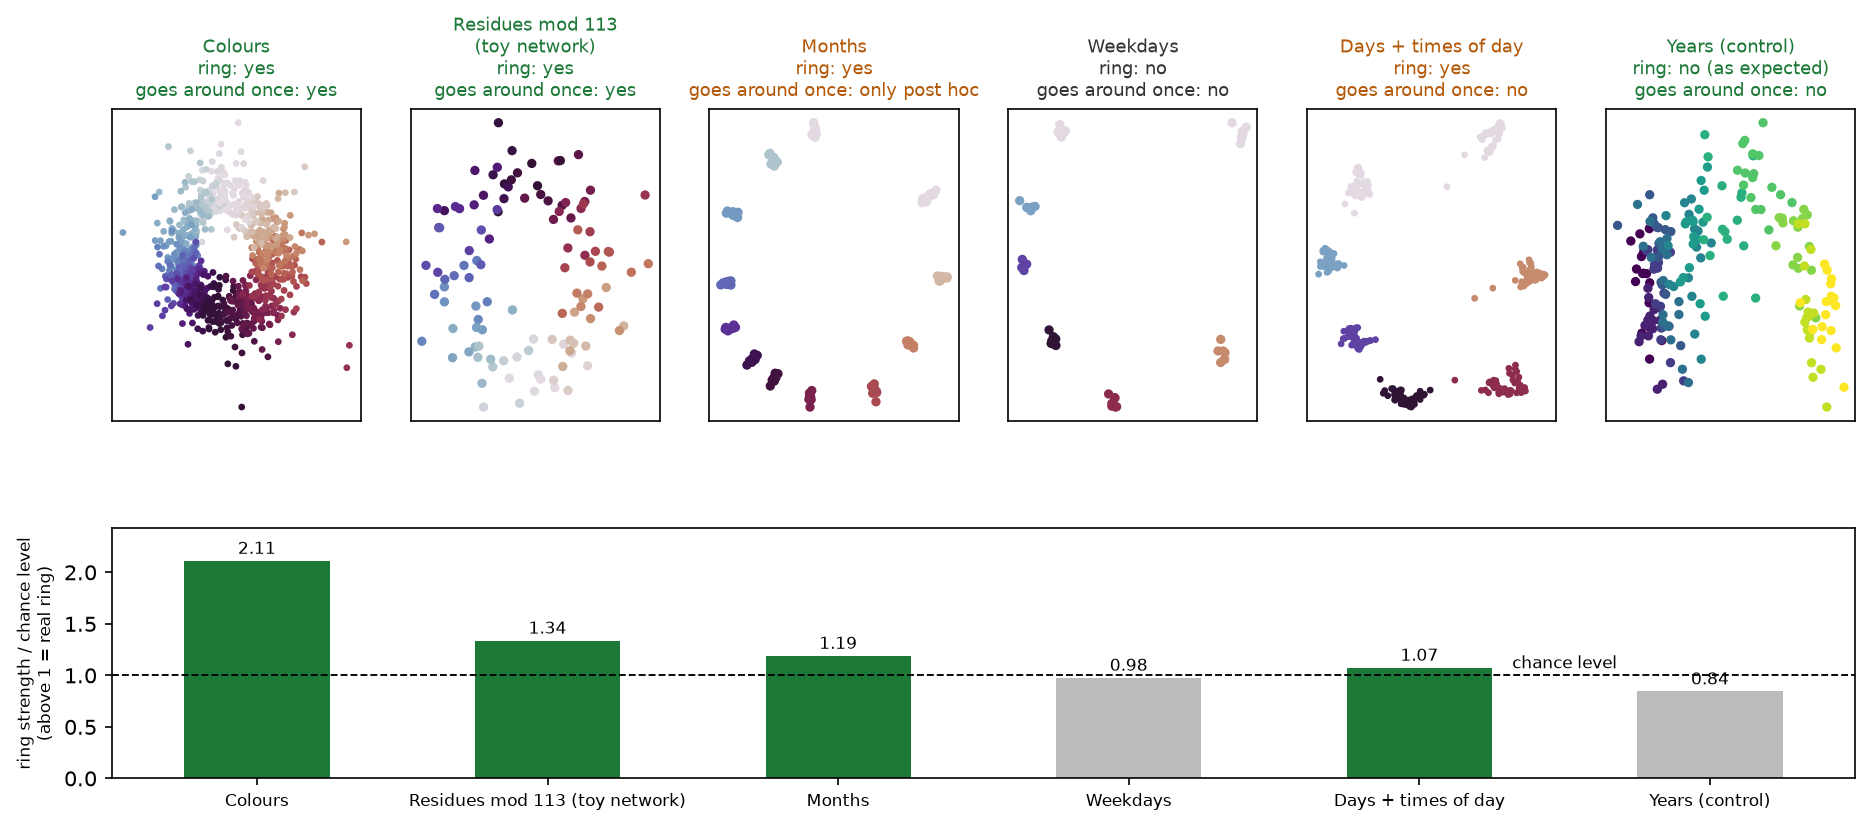 Colours
ring: yes
goes around once: yes
Residues mod 113
(toy network)
ring: yes
goes around once: yes
Months
ring: yes
goes around once: only post hoc
Weekdays
ring: no
goes around once: no
Days + times of day
ring: yes
goes around once: no
Years (control)
ring: no (as expected)
goes around once: no
ring strength / chance level
(above 1 = real ring)
2.0
1.5
1.0
0.5
0.0
2.11
1.34
1.19
0.98
1.07
chance level
0.84
Colours
Residues mod 113 (toy network)
Months
Weekdays
Days + times of day
Years (control)